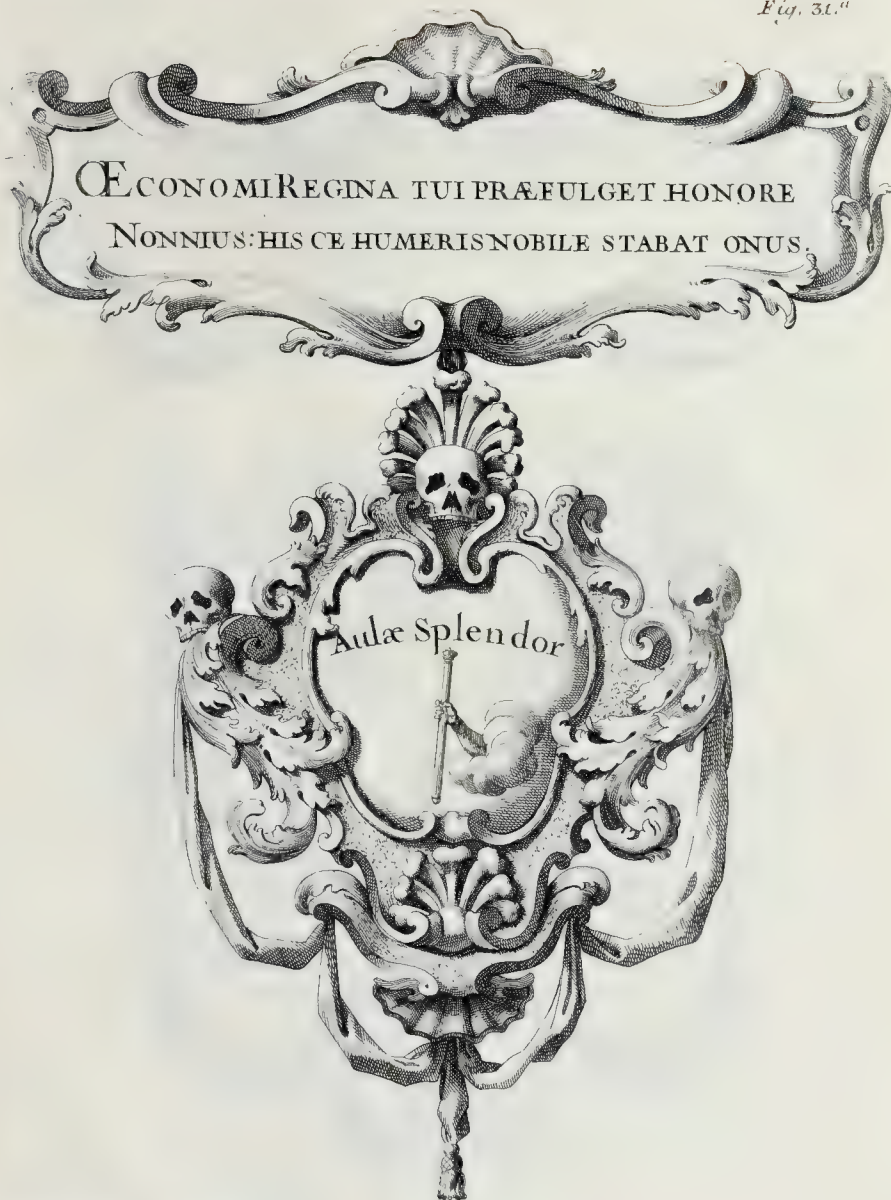 Fig. 31.ª
ŒCONOMI REGINA TUI PRÆFULGET HONORE
NONNIUS: HIS CE HUMERIS NOBILE STABAT ONUS.
Aulæ Splendor